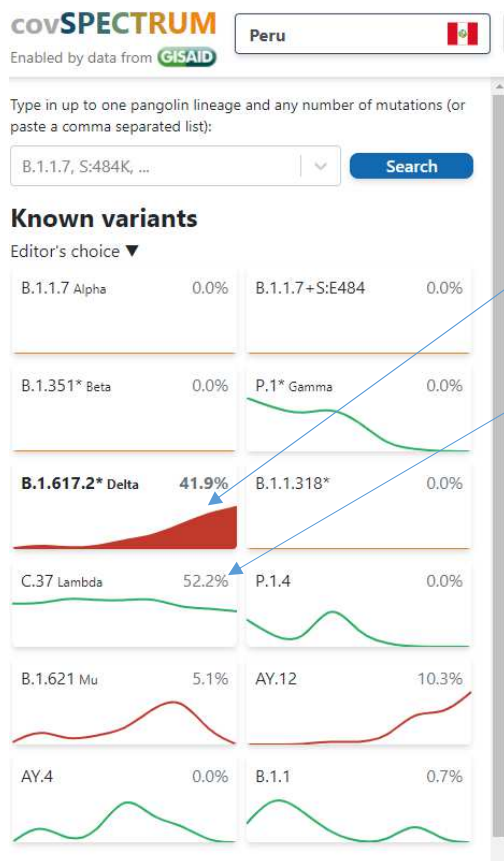 covSPECTRUM
Enabled by data from GISAID
Peru
Type in up to one pangolin lineage and any number of mutations (or
paste a comma separated list):
B.1.1.7, S:484K, ...
Search
Known variants
Editor's choice ▼
B.1.1.7 Alpha 0.0%
B.1.1.7+S:E484 0.0%
B.1.351* Beta 0.0%
P.1* Gamma 0.0%
B.1.617.2* Delta 41.9%
B.1.1.318* 0.0%
C.37 Lambda 52.2%
P.1.4 0.0%
B.1.621 Mu 5.1%
AY.12 10.3%
AY.4 0.0%
B.1.1 0.7%